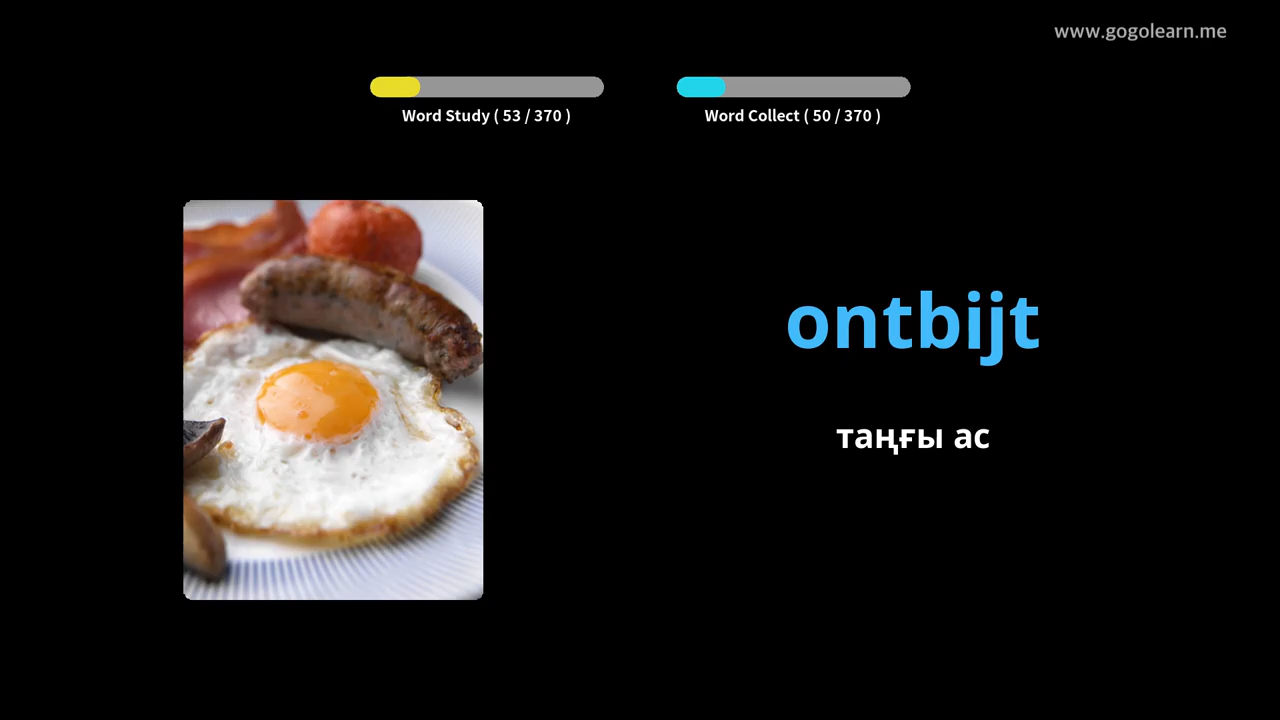 www.gogolearn.me
Word Study ( 53 / 370 )
Word Collect ( 50 / 370 )
ontbijt
таңғы ас